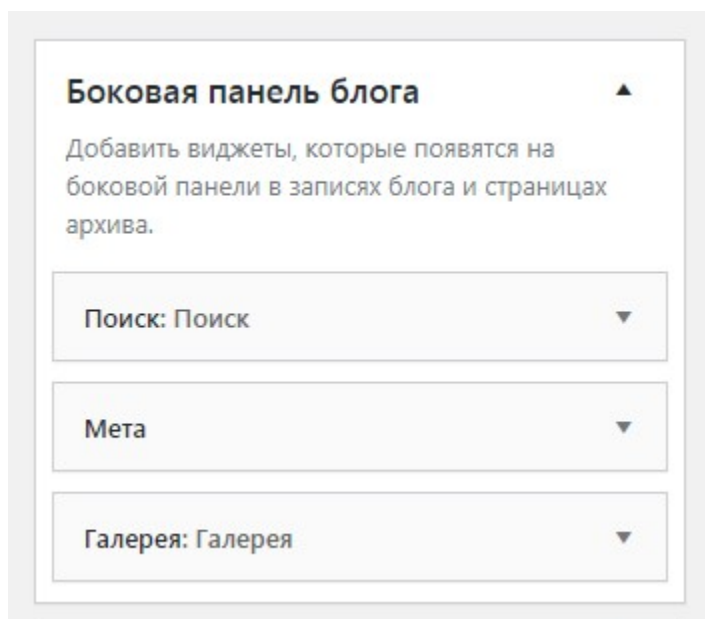 Боковая панель блога
Добавить виджеты, которые появятся на
боковой панели в записях блога и страницах
архива.
Поиск: Поиск
Мета
Галерея: Галерея